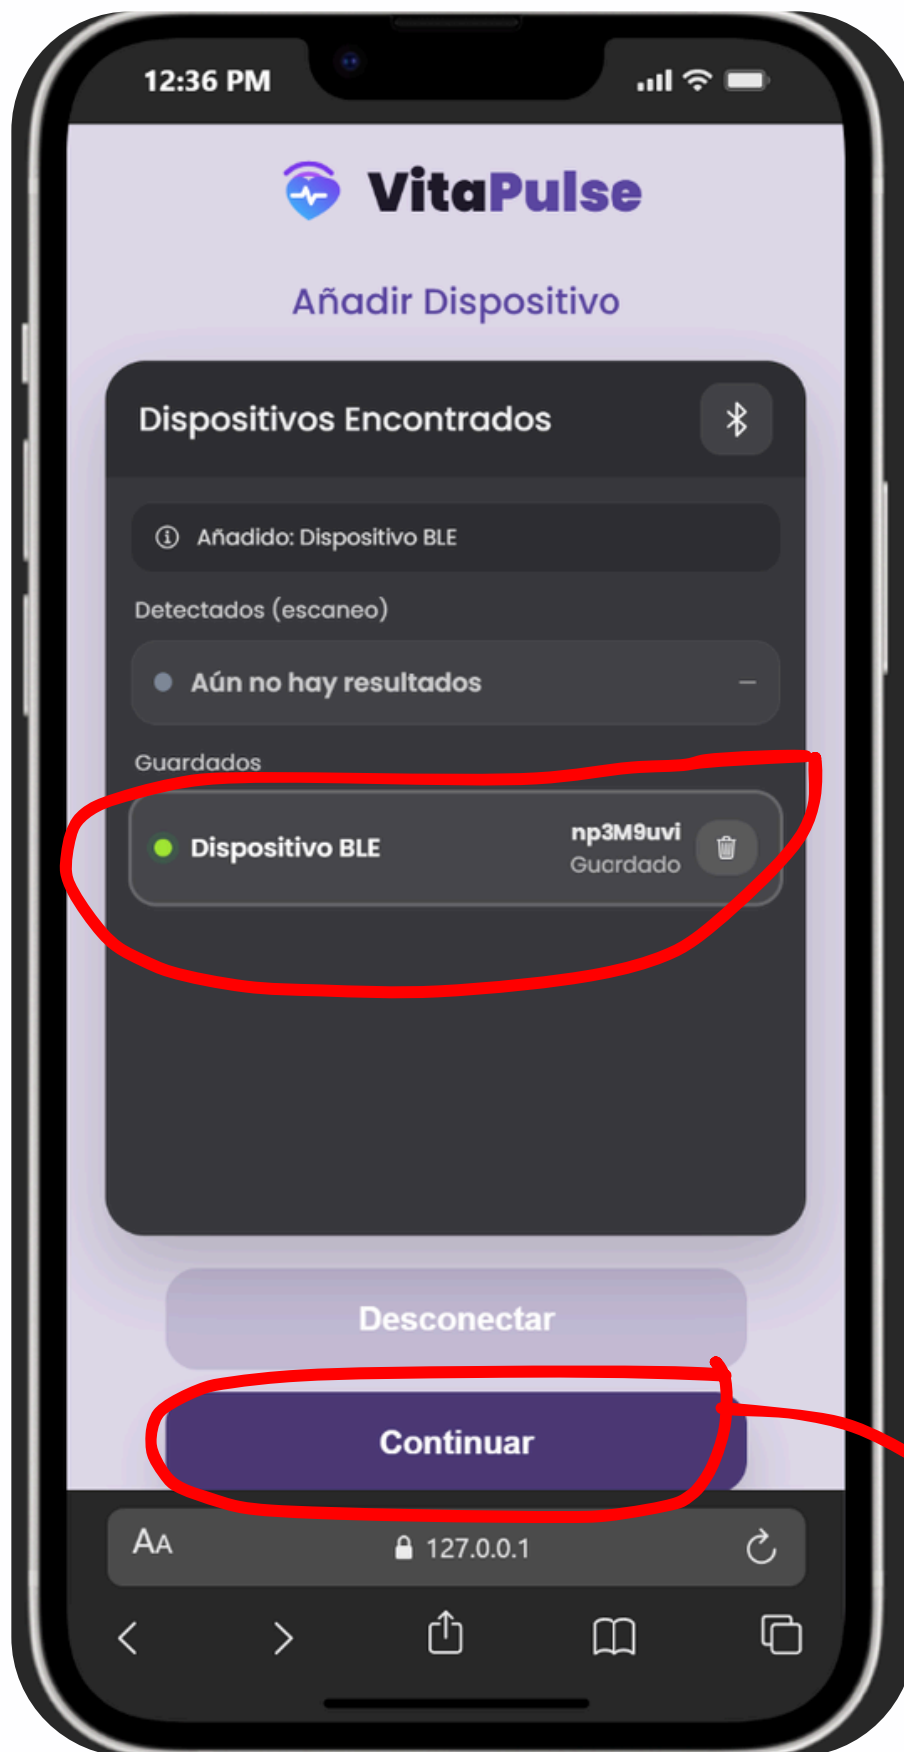 12:36 PM
VitaPulse
Añadir Dispositivo
Dispositivos Encontrados
Añadido: Dispositivo BLE
Detectados (escaneo)
Aún no hay resultados –
Guardados
Dispositivo BLE np3M9uvi
Guardado
Desconectar
Continuar
AA 127.0.0.1